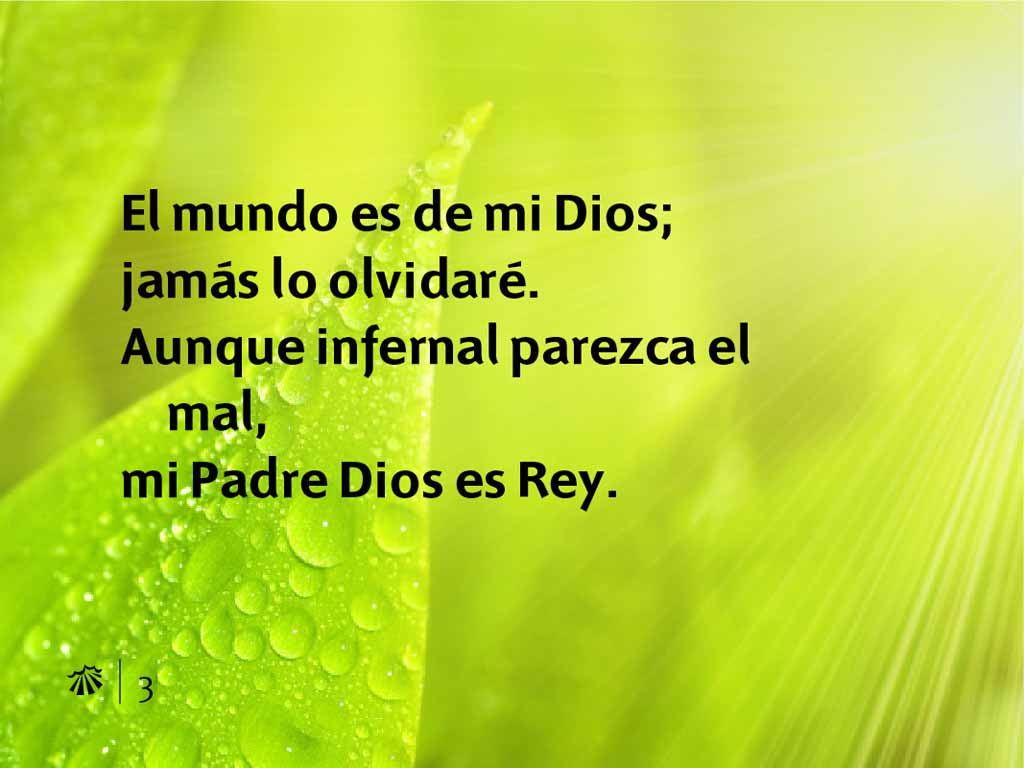 El mundo es de mi Dios;
jamás lo olvidaré.
Aunque infernal parezca el
mal,
mi Padre Dios es Rey.
3